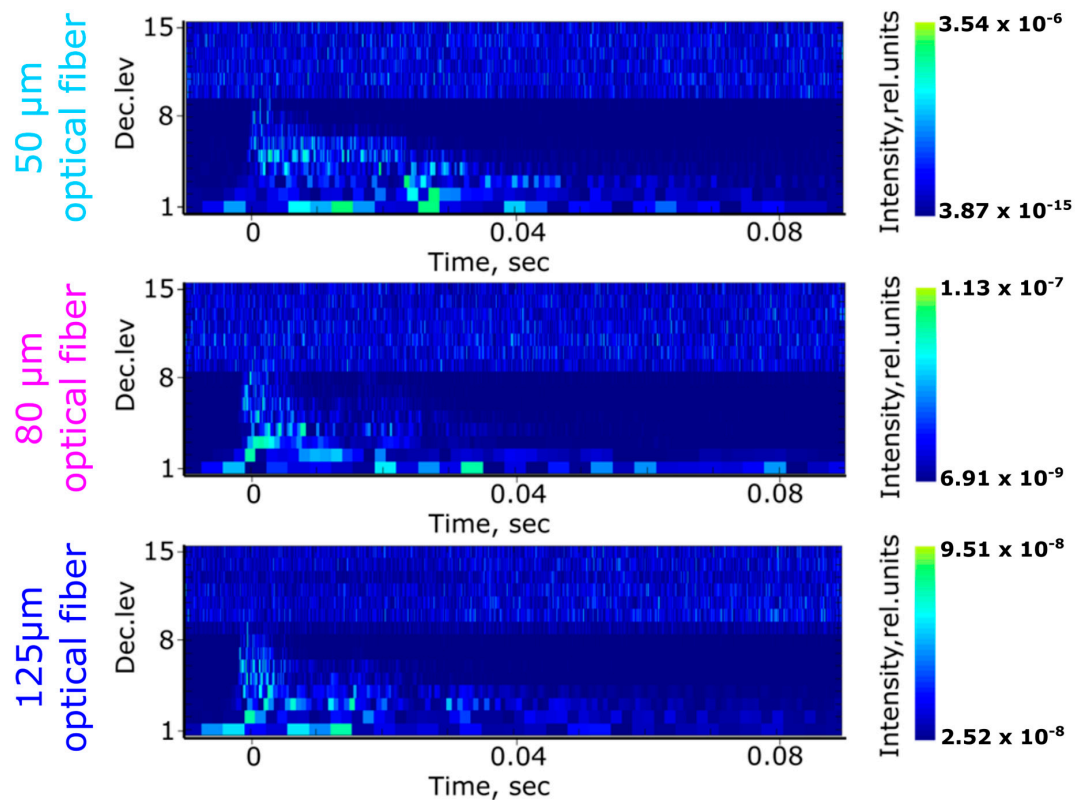 50 μm
optical fiber
15
8
1
Dec.lev
0
0.04
0.08
Time, sec
Intensity,rel.units
3.54 x 10⁻⁶
3.87 x 10⁻¹⁵
80 μm
optical fiber
15
8
1
Dec.lev
0
0.04
0.08
Time, sec
Intensity,rel.units
1.13 x 10⁻⁷
6.91 x 10⁻⁹
125μm
optical fiber
15
8
1
Dec.lev
0
0.04
0.08
Time, sec
Intensity,rel.units
9.51 x 10⁻⁸
2.52 x 10⁻⁸